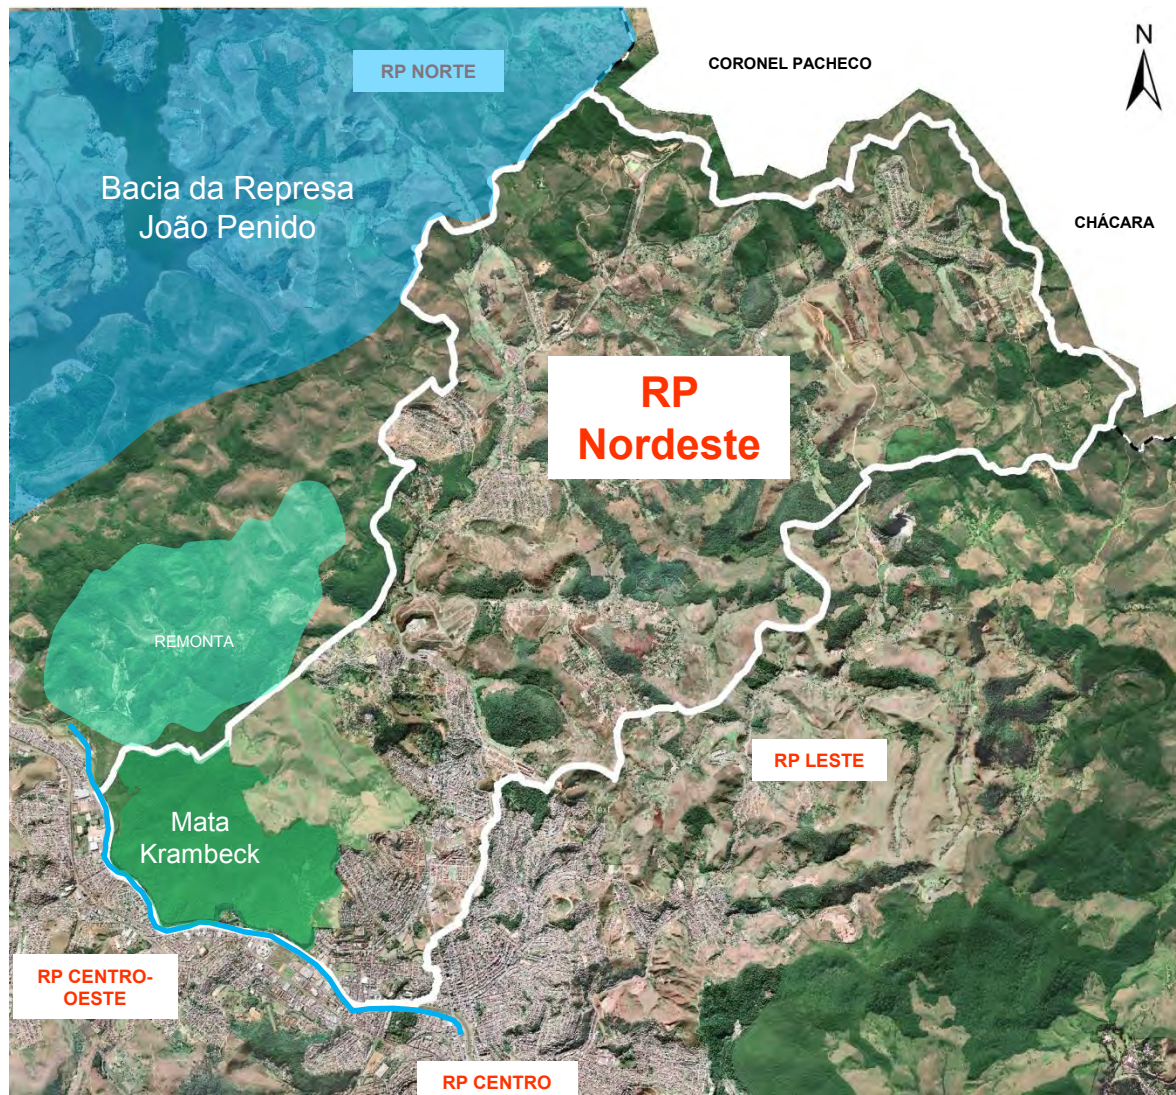 N
CORONEL PACHECO
RP NORTE
Bacia da Represa
João Penido
CHÁCARA
RP
Nordeste
REMONTA
RP LESTE
Mata
Krambeck
RP CENTRO-
OESTE
RP CENTRO